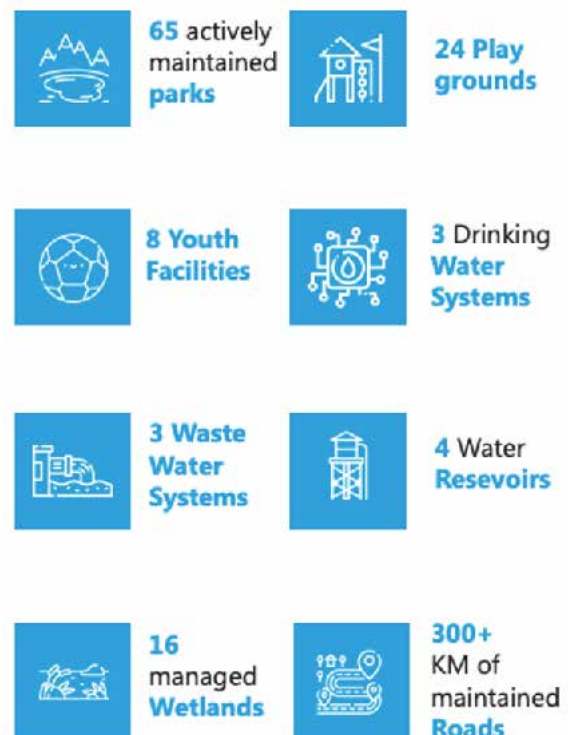 65 actively
maintained
parks
24 Play
grounds
8 Youth
Facilities
3 Drinking
Water
Systems
3 Waste
Water
Systems
4 Water
Resevoirs
16
managed
Wetlands
300+
KM of
maintained
Roads